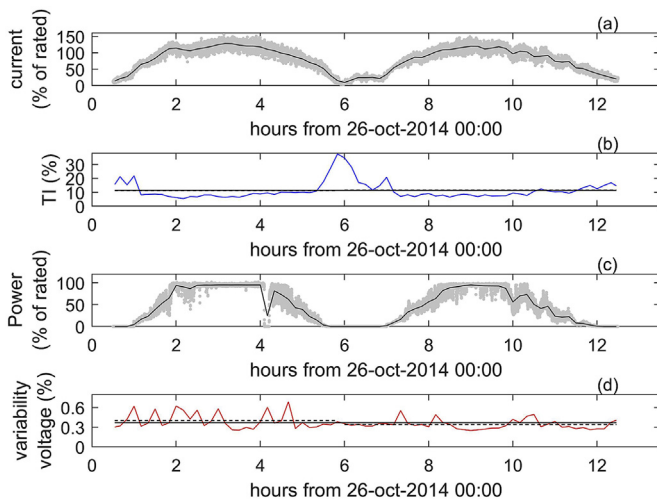 (a)
current
(% of rated)
150
100
50
0
0 2 4 6 8 10 12
hours from 26-oct-2014 00:00
(b)
TI (%)
30
20
10
0
0 2 4 6 8 10 12
hours from 26-oct-2014 00:00
(c)
Power
(% of rated)
100
50
0
0 2 4 6 8 10 12
hours from 26-oct-2014 00:00
(d)
variability
voltage (%)
0.6
0.3
0
0 2 4 6 8 10 12
hours from 26-oct-2014 00:00